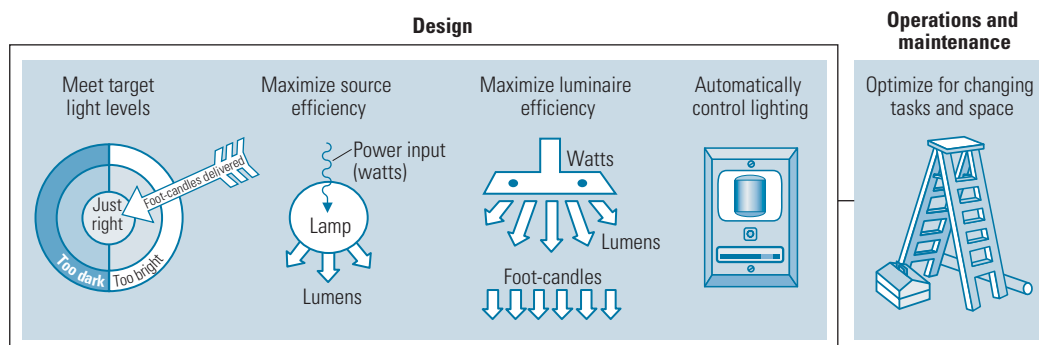 Design
Operations and
maintenance
Meet target
light levels
Foot-candles delivered
Just
right
Too dark
Too bright
Maximize source
efficiency
Power input
(watts)
Lamp
Lumens
Maximize luminaire
efficiency
Watts
Lumens
Foot-candles
Automatically
control lighting
Optimize for changing
tasks and space